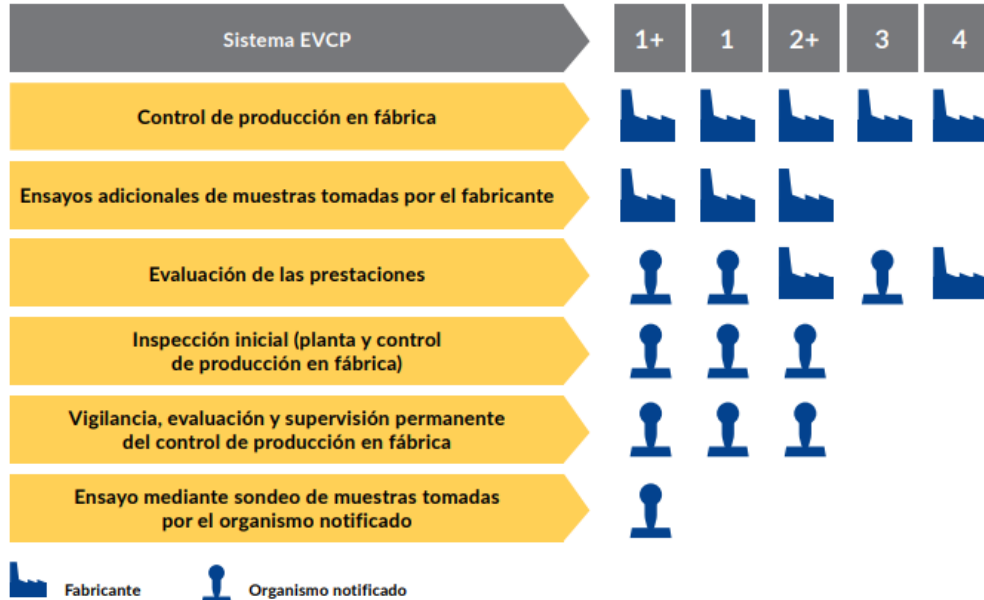 Sistema EVCP
1+ 1 2+ 3 4
Control de producción en fábrica
Ensayos adicionales de muestras tomadas por el fabricante
Evaluación de las prestaciones
Inspección inicial (planta y control
de producción en fábrica)
Vigilancia, evaluación y supervisión permanente
del control de producción en fábrica
Ensayo mediante sondeo de muestras tomadas
por el organismo notificado
Fabricante Organismo notificado